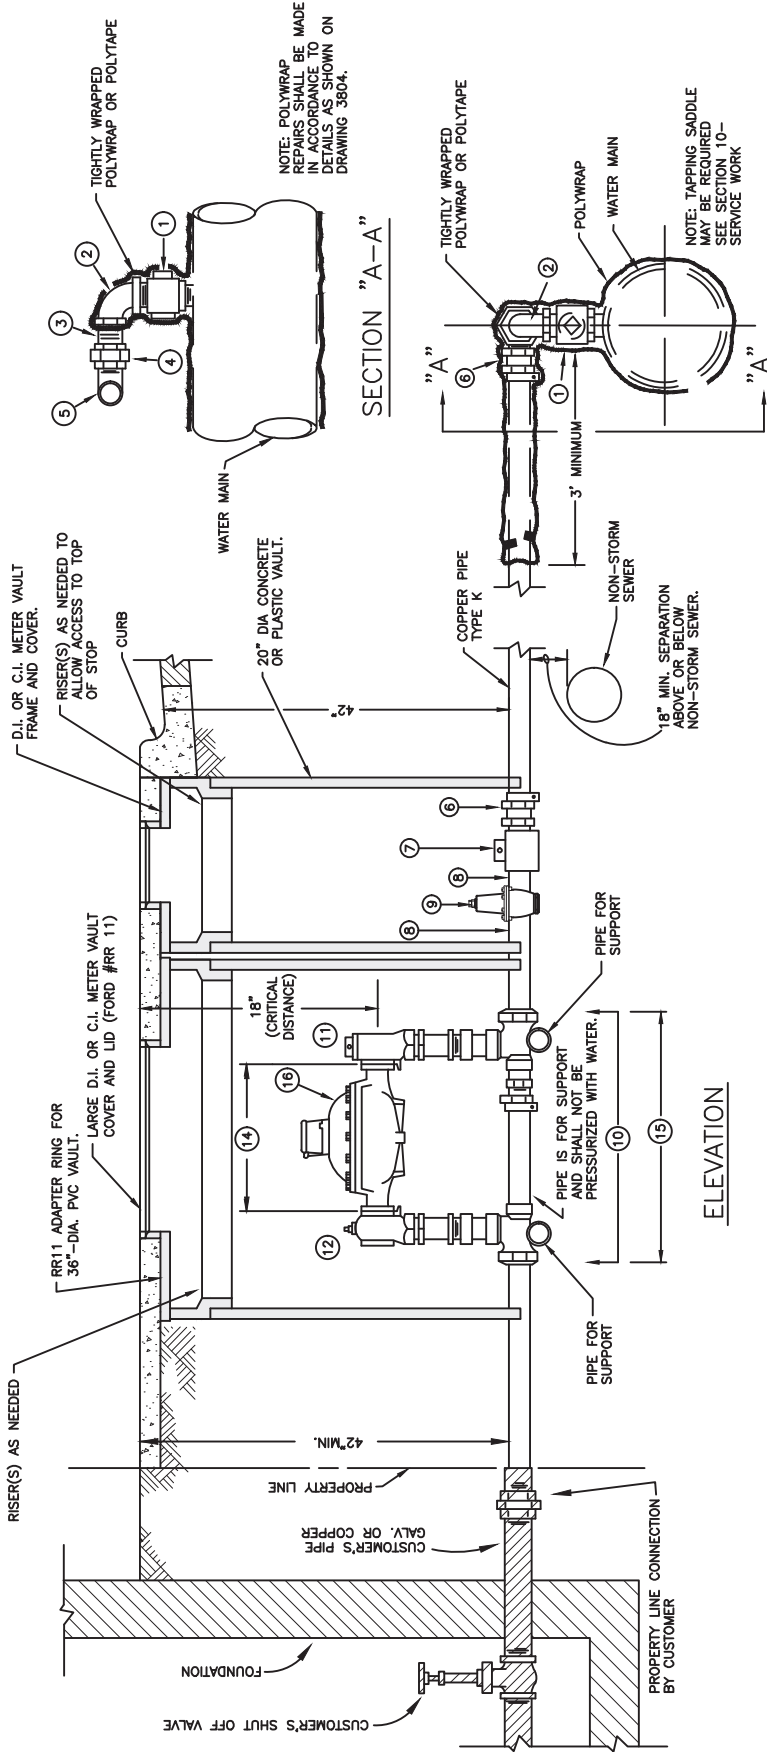 RISER(S) AS NEEDED
RR11 ADAPTER RING FOR
36"-DIA. PVC VAULT.
LARGE D.I. OR C.I. METER VAULT
COVER AND LID (FORD #RR 11)
D.I. OR C.I. METER VAULT
FRAME AND COVER.
RISER(S) AS NEEDED TO
ALLOW ACCESS TO TOP
OF STOP
CURB
20" DIA CONCRETE
OR PLASTIC VAULT.
18"
(CRITICAL
DISTANCE)
42"
42"MIN.
PROPERTY LINE
CUSTOMER'S PIPE
GALV. OR COPPER
FOUNDATION
CUSTOMER'S SHUT OFF VALVE
PROPERTY LINE CONNECTION
BY CUSTOMER
12
14
16
11
8
9
8
7
6
PIPE FOR
SUPPORT
PIPE IS FOR SUPPORT
AND SHALL NOT BE
PRESSURIZED WITH WATER.
PIPE FOR
SUPPORT
10
15
ELEVATION
COPPER PIPE
TYPE K
NON-STORM
SEWER
18" MIN. SEPARATION
ABOVE OR BELOW
NON-STORM SEWER.
5
3
2
1
4
TIGHTLY WRAPPED
POLYWRAP OR POLYTAPE
WATER MAIN
NOTE: POLYWRAP
REPAIRS SHALL BE MADE
IN ACCORDANCE TO
DETAILS AS SHOWN ON
DRAWING 3804.
SECTION "A-A"
"A"
"A"
6
1
2
3' MINIMUM
TIGHTLY WRAPPED
POLYWRAP OR POLYTAPE
POLYWRAP
WATER MAIN
NOTE: TAPPING SADDLE
MAY BE REQUIRED
SEE SECTION 10-
SERVICE WORK